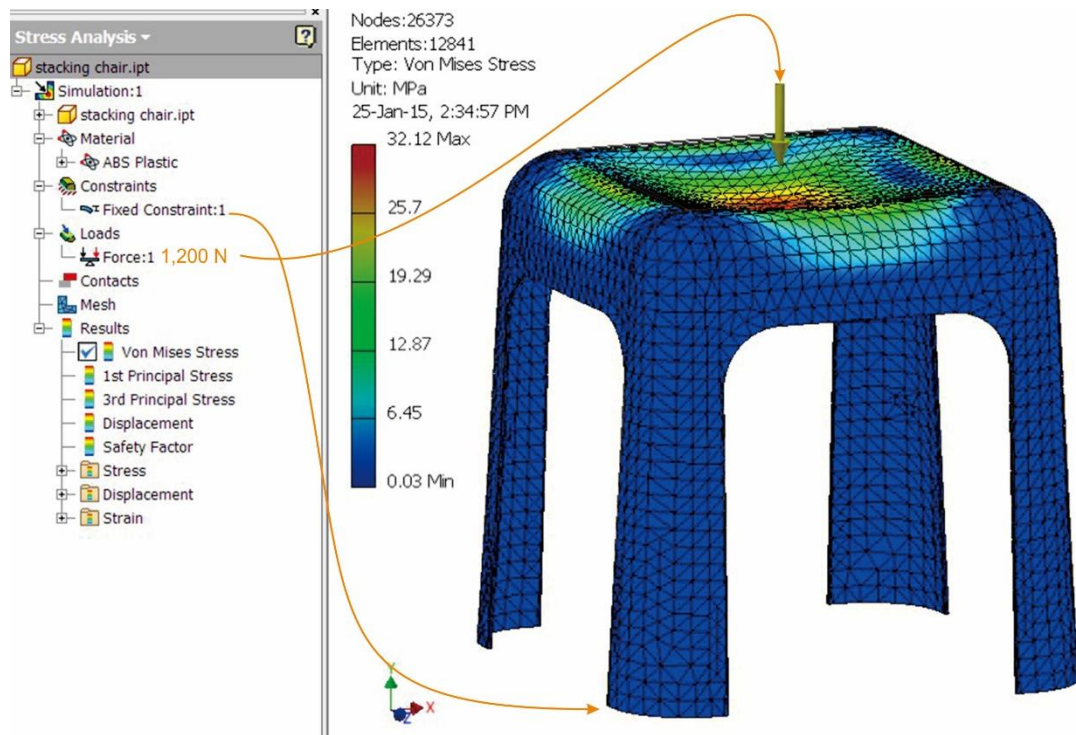 Stress Analysis
stacking chair.ipt
Simulation:1
stacking chair.ipt
Material
ABS Plastic
Constraints
Fixed Constraint:1
Loads
Force:1 1,200 N
Contacts
Mesh
Results
Von Mises Stress
1st Principal Stress
3rd Principal Stress
Displacement
Safety Factor
Stress
Displacement
Strain
Nodes:26373
Elements:12841
Type: Von Mises Stress
Unit: MPa
25-Jan-15, 2:34:57 PM
32.12 Max
25.7
19.29
12.87
6.45
0.03 Min
Y
X
Z